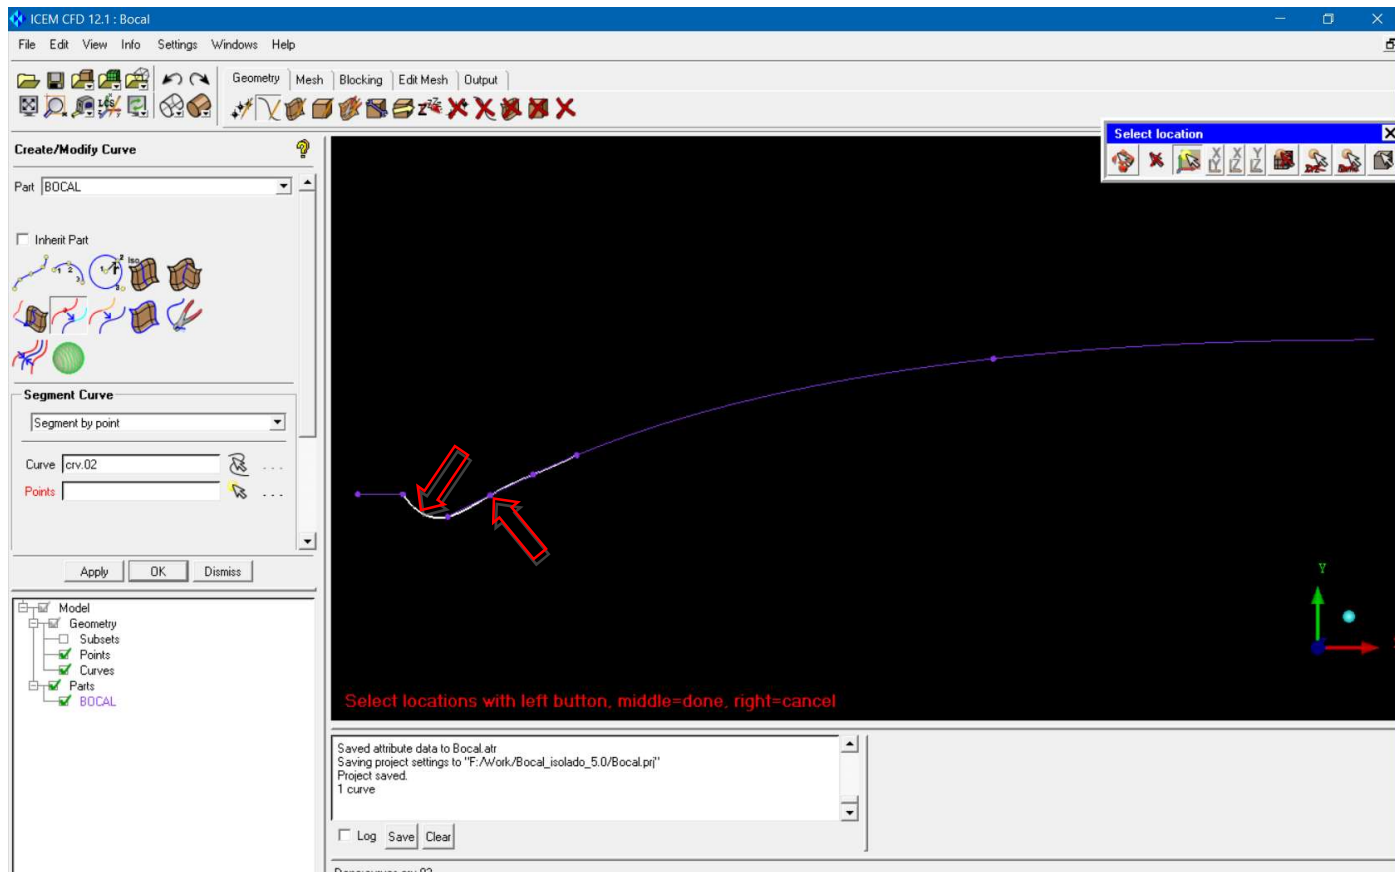 ICEM CFD 12.1 : Bocal
File Edit View Info Settings Windows Help
Geometry Mesh Blocking Edit Mesh Output
Select location
Create/Modify Curve
Part BOCAL
Inherit Part
Segment Curve
Segment by point
Curve crv.02 ...
Points ...
Apply OK Dismiss
Model
Geometry
Subsets
Points
Curves
Parts
BOCAL
Y
Select locations with left button, middle=done, right=cancel
Saved attribute data to Bocal.atr
Saving project settings to "F:/Work/Bocal_isolado_5.0/Bocal.prj"
Project saved.
1 curve
Log Save Clear